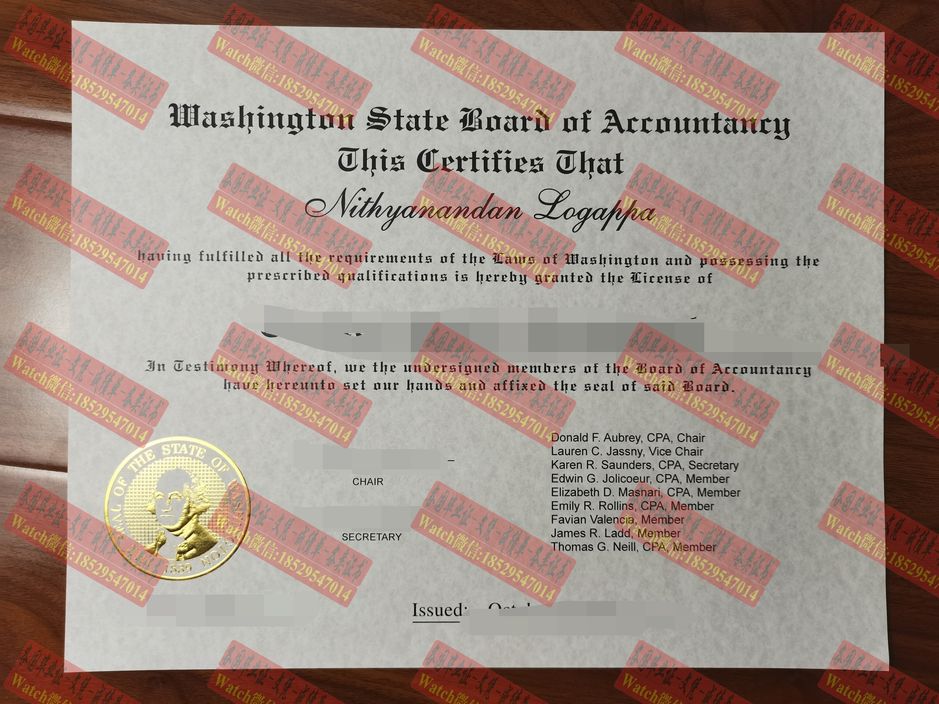 Washington State Board of Accountancy
This Certifies That
Nithyanandan Logappa
having fulfilled all the requirements of the Laws of Washington and possessing the
prescribed qualifications is hereby granted the License of
In Testimony Whereof, we the undersigned members of the Board of Accountancy
have hereunto set our hands and affixed the seal of said Board.
Donald F. Aubrey, CPA, Chair
Lauren C. Jassny, Vice Chair
Karen R. Saunders, CPA, Secretary
Edwin G. Jolicoeur, CPA, Member
Elizabeth D. Masnari, CPA, Member
Emily R. Rollins, CPA, Member
Favian Valencia, Member
James R. Ladd, Member
Thomas G. Neill, CPA, Member
CHAIR
SECRETARY
THE STATE OF
1889
Issued:
Watch微信:18529547014